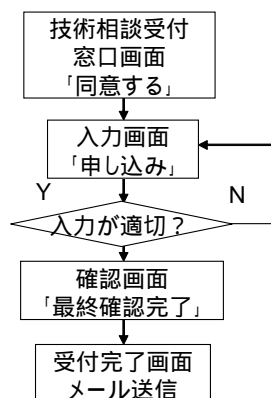 技術相談受付
窓口画面
「同意する」
入力画面
「申し込み」
Y
N
入力が適切？
確認画面
「最終確認完了」
受付完了画面
メール送信